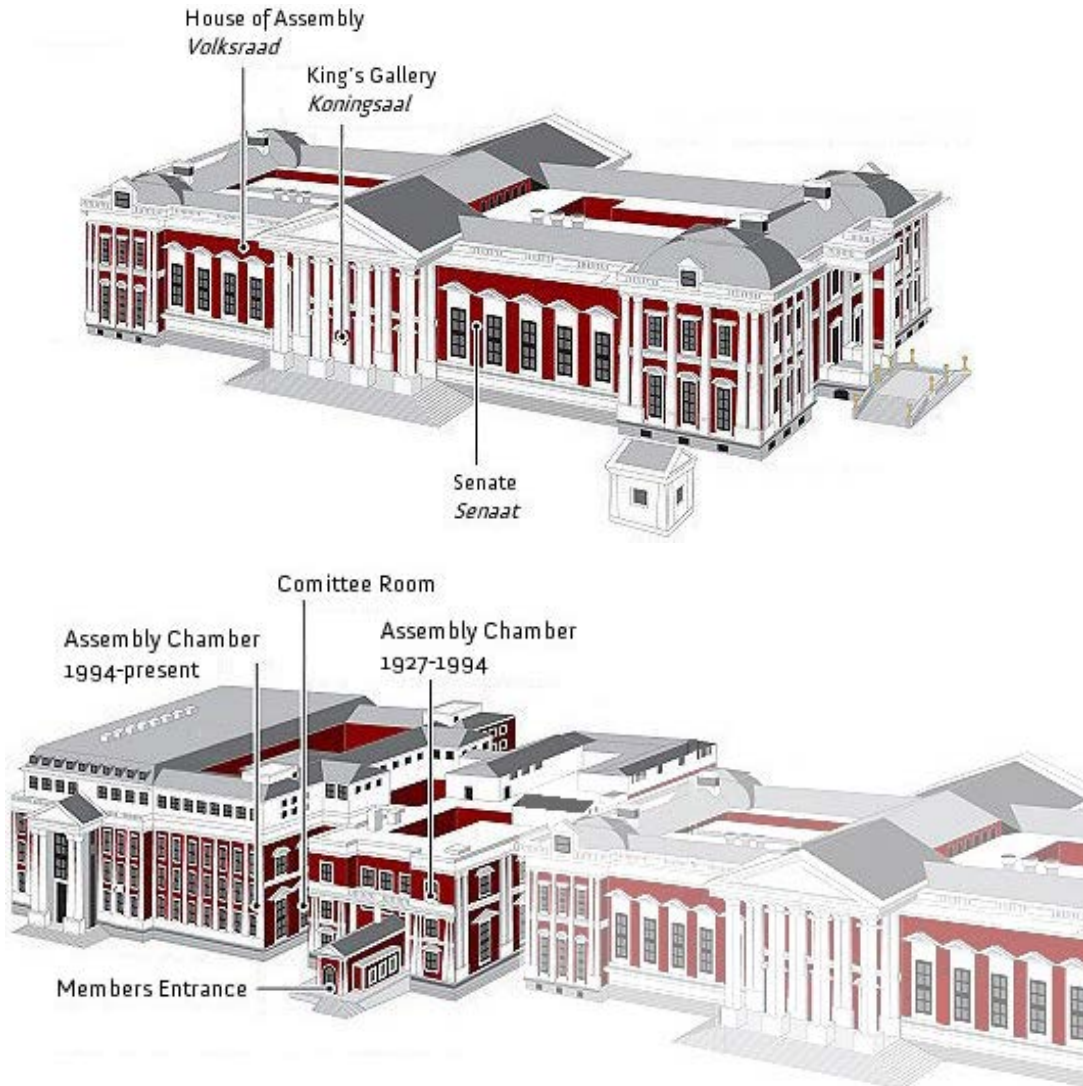 House of Assembly
Volksraad
King's Gallery
Koningsaal
Senate
Senaat
Comittee Room
Assembly Chamber
1994-present
Assembly Chamber
1927-1994
Members Entrance